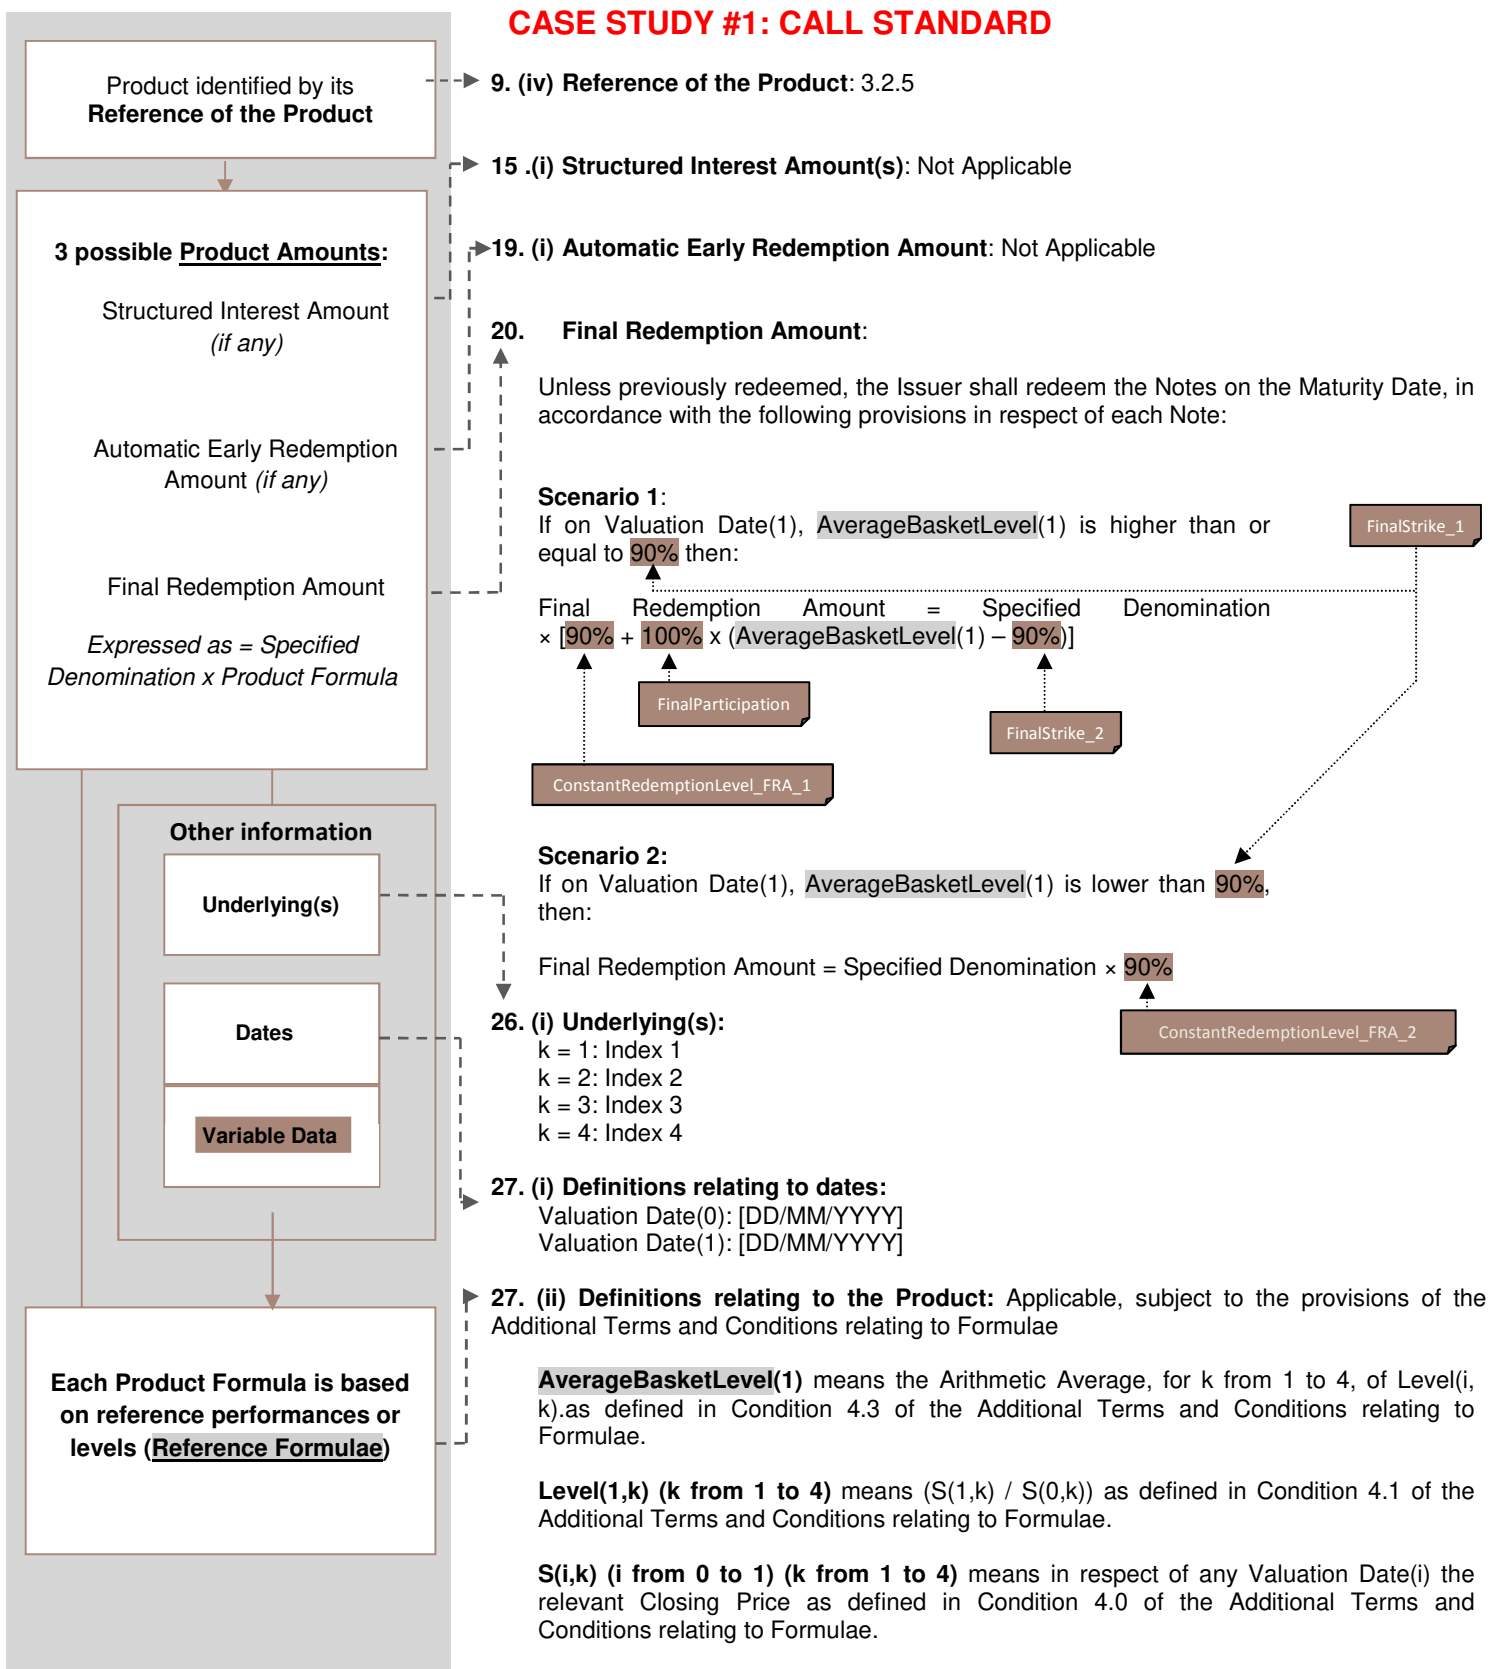 CASE STUDY #1: CALL STANDARD
Product identified by its
Reference of the Product
3 possible Product Amounts:
Structured Interest Amount
(if any)
Automatic Early Redemption
Amount (if any)
Final Redemption Amount
Expressed as = Specified
Denomination x Product Formula
Other information
Underlying(s)
Dates
Variable Data
Each Product Formula is based
on reference performances or
levels (Reference Formulae)
9. (iv) Reference of the Product: 3.2.5
15 .(i) Structured Interest Amount(s): Not Applicable
19. (i) Automatic Early Redemption Amount: Not Applicable
20. Final Redemption Amount:
Unless previously redeemed, the Issuer shall redeem the Notes on the Maturity Date, in
accordance with the following provisions in respect of each Note:
Scenario 1:
If on Valuation Date(1), AverageBasketLevel(1) is higher than or
equal to 90% then:
FinalStrike_1
Final Redemption Amount = Specified Denomination
× [90% + 100% x (AverageBasketLevel(1) – 90%)]
FinalParticipation
FinalStrike_2
ConstantRedemptionLevel_FRA_1
Scenario 2:
If on Valuation Date(1), AverageBasketLevel(1) is lower than 90%,
then:
Final Redemption Amount = Specified Denomination × 90%
ConstantRedemptionLevel_FRA_2
26. (i) Underlying(s):
k = 1: Index 1
k = 2: Index 2
k = 3: Index 3
k = 4: Index 4
27. (i) Definitions relating to dates:
Valuation Date(0): [DD/MM/YYYY]
Valuation Date(1): [DD/MM/YYYY]
27. (ii) Definitions relating to the Product: Applicable, subject to the provisions of the
Additional Terms and Conditions relating to Formulae
AverageBasketLevel(1) means the Arithmetic Average, for k from 1 to 4, of Level(i,
k).as defined in Condition 4.3 of the Additional Terms and Conditions relating to
Formulae.
Level(1,k) (k from 1 to 4) means (S(1,k) / S(0,k)) as defined in Condition 4.1 of the
Additional Terms and Conditions relating to Formulae.
S(i,k) (i from 0 to 1) (k from 1 to 4) means in respect of any Valuation Date(i) the
relevant Closing Price as defined in Condition 4.0 of the Additional Terms and
Conditions relating to Formulae.